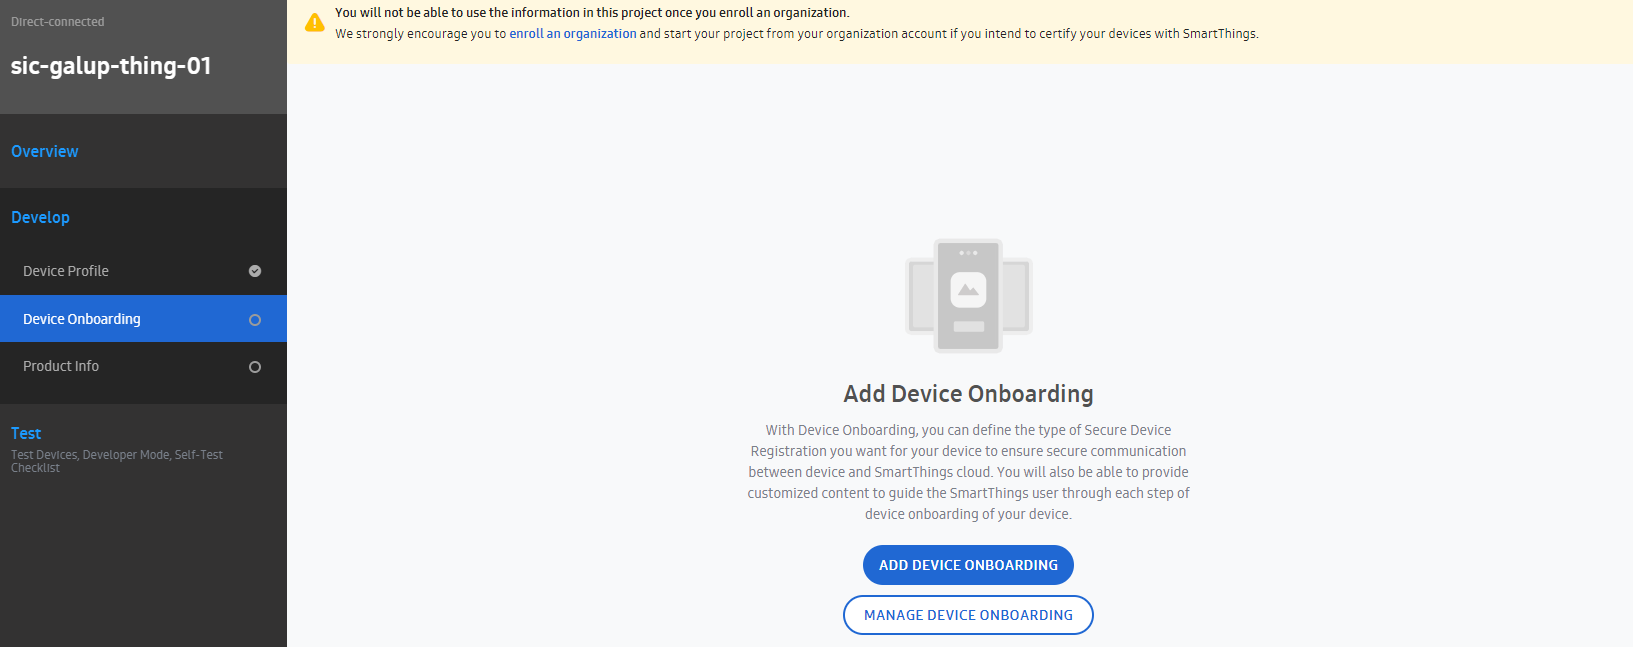 Direct-connected
sic-galup-thing-01
Overview
Develop
Device Profile
Device Onboarding
Product Info
Test
Test Devices, Developer Mode, Self-Test
Checklist
You will not be able to use the information in this project once you enroll an organization.
We strongly encourage you to enroll an organization and start your project from your organization account if you intend to certify your devices with SmartThings.
Add Device Onboarding
With Device Onboarding, you can define the type of Secure Device
Registration you want for your device to ensure secure communication
between device and SmartThings cloud. You will also be able to provide
customized content to guide the SmartThings user through each step of
device onboarding of your device.
ADD DEVICE ONBOARDING
MANAGE DEVICE ONBOARDING